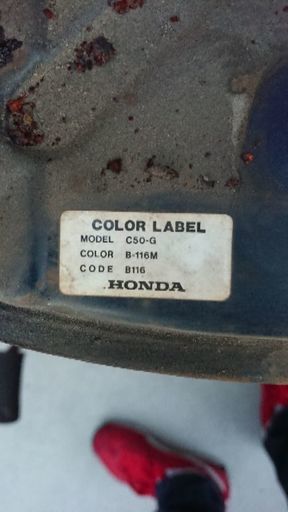 COLOR LABEL
MODEL C50-G
COLOR B-116M
CODE B116
HONDA